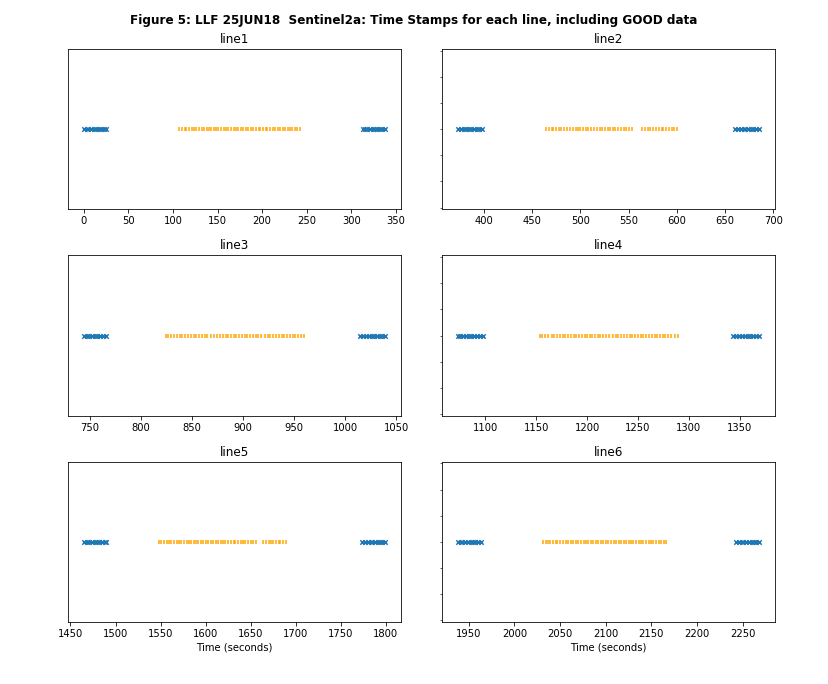 Figure 5: LLF 25JUN18  Sentinel2a: Time Stamps for each line, including GOOD data
line1
line2
0 50 100 150 200 250 300 350
400 450 500 550 600 650 700
line3
line4
750 800 850 900 950 1000 1050
1100 1150 1200 1250 1300 1350
line5
line6
1450 1500 1550 1600 1650 1700 1750 1800
1950 2000 2050 2100 2150 2200 2250
Time (seconds)
Time (seconds)